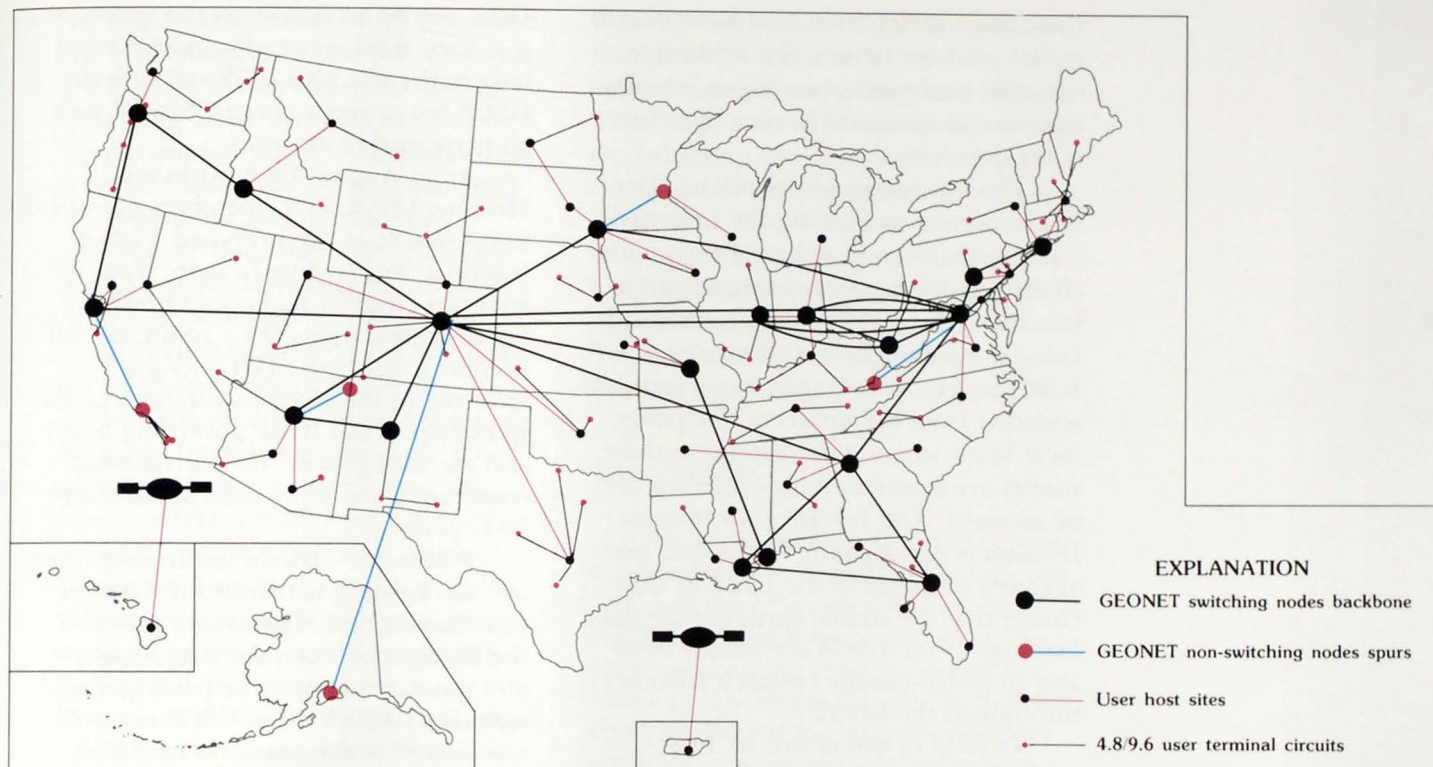 EXPLANATION
GEONET switching nodes backbone
GEONET non-switching nodes spurs
User host sites
4.8/9.6 user terminal circuits